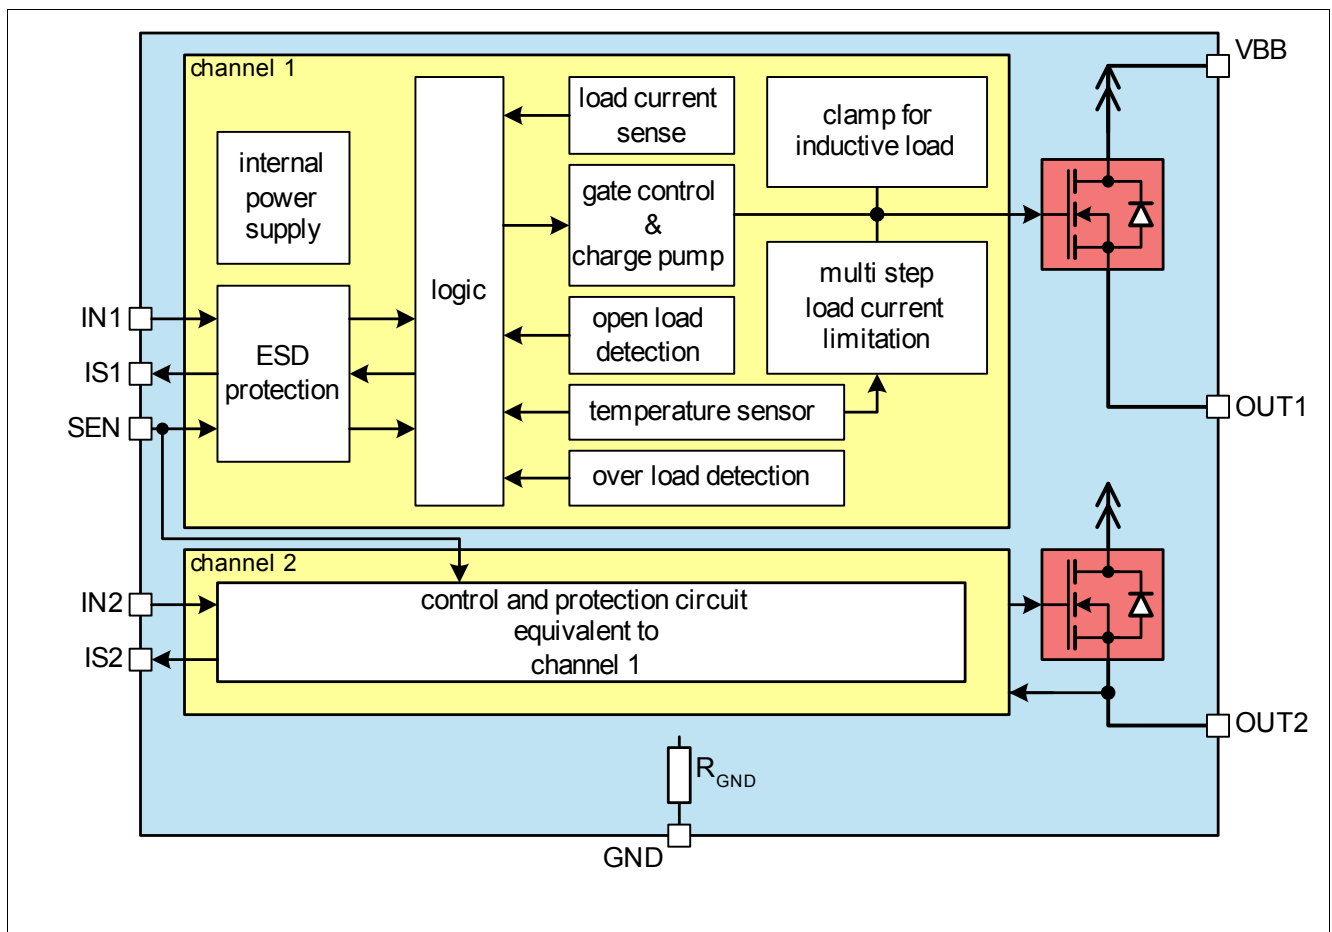 VBB
channel 1
load current
sense
clamp for
inductive load
internal
power
supply
gate control
&
charge pump
logic
multi step
load current
limitation
IN1
open load
detection
ESD
protection
IS1
temperature sensor
OUT1
SEN
over load detection
channel 2
IN2
control and protection circuit
equivalent to
channel 1
IS2
OUT2
RGND
GND